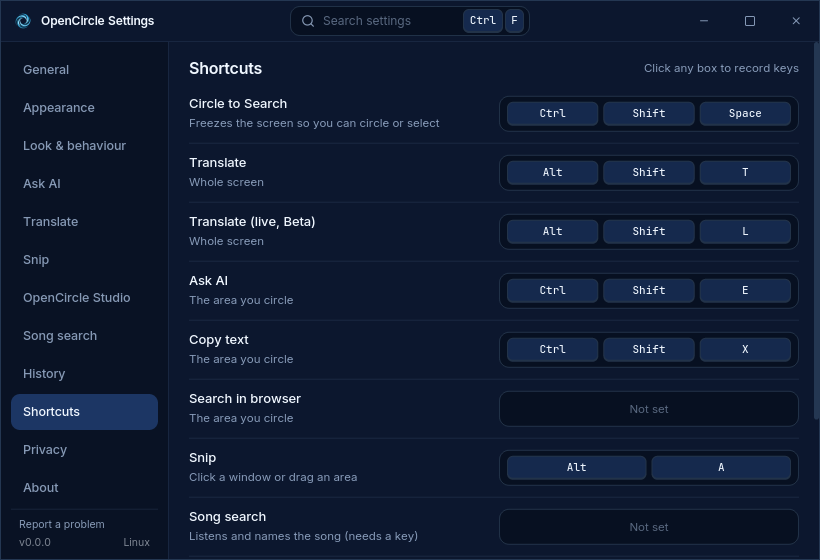 OpenCircle Settings
Search settings
Ctrl F
General
Appearance
Look & behaviour
Ask AI
Translate
Snip
OpenCircle Studio
Song search
History
Shortcuts
Privacy
About
Report a problem
v0.0.0 Linux
Shortcuts
Click any box to record keys
Circle to Search
Freezes the screen so you can circle or select
Ctrl Shift Space
Translate
Whole screen
Alt Shift T
Translate (live, Beta)
Whole screen
Alt Shift L
Ask AI
The area you circle
Ctrl Shift E
Copy text
The area you circle
Ctrl Shift X
Search in browser
The area you circle
Not set
Snip
Click a window or drag an area
Alt A
Song search
Listens and names the song (needs a key)
Not set